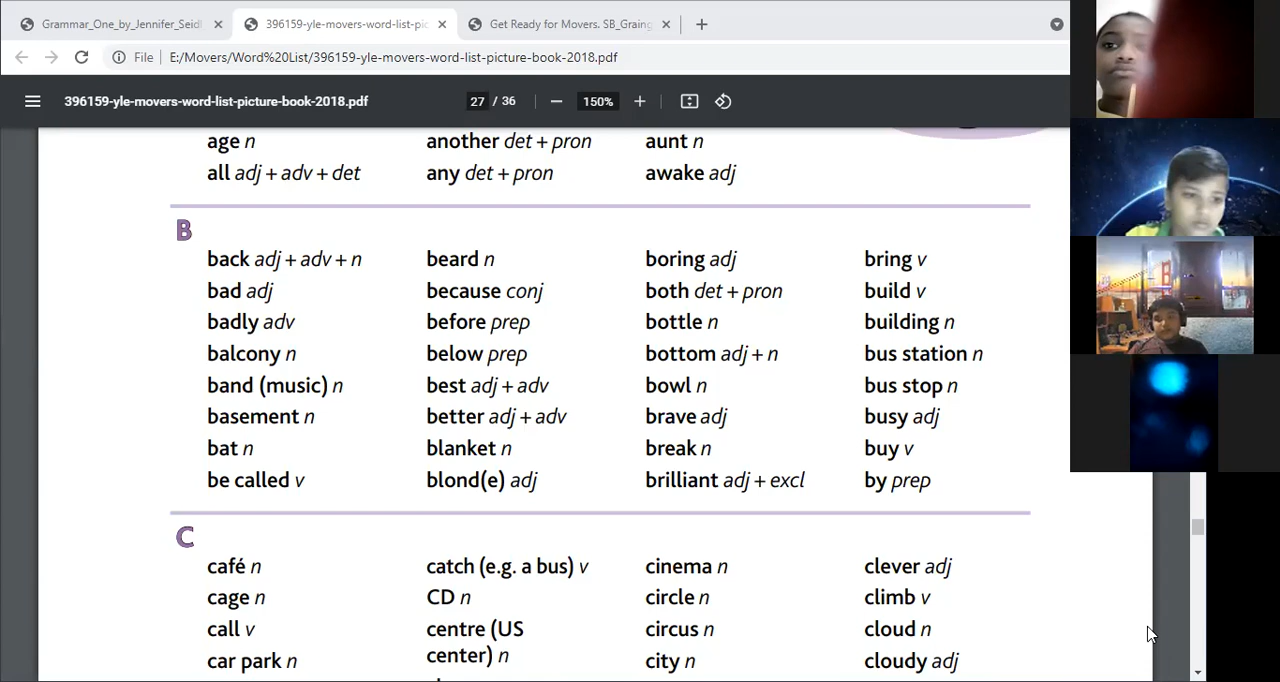 Grammar_One_by_Jennifer_Seidl
396159-yle-movers-word-list-pic
Get Ready for Movers. SB_Graing
File
E:/Movers/Word%20List/396159-yle-movers-word-list-picture-book-2018.pdf
396159-yle-movers-word-list-picture-book-2018.pdf
27 / 36
150%
age n another det + pron aunt n
all adj + adv + det any det + pron awake adj
B
back adj + adv + n beard n boring adj bring v
bad adj because conj both det + pron build v
badly adv before prep bottle n building n
balcony n below prep bottom adj + n bus station n
band (music) n best adj + adv bowl n bus stop n
basement n better adj + adv brave adj busy adj
bat n blanket n break n buy v
be called v blond(e) adj brilliant adj + excl by prep
C
café n catch (e.g. a bus) v cinema n clever adj
cage n CD n circle n climb v
call v centre (US circus n cloud n
center) n
car park n city n cloudy adj